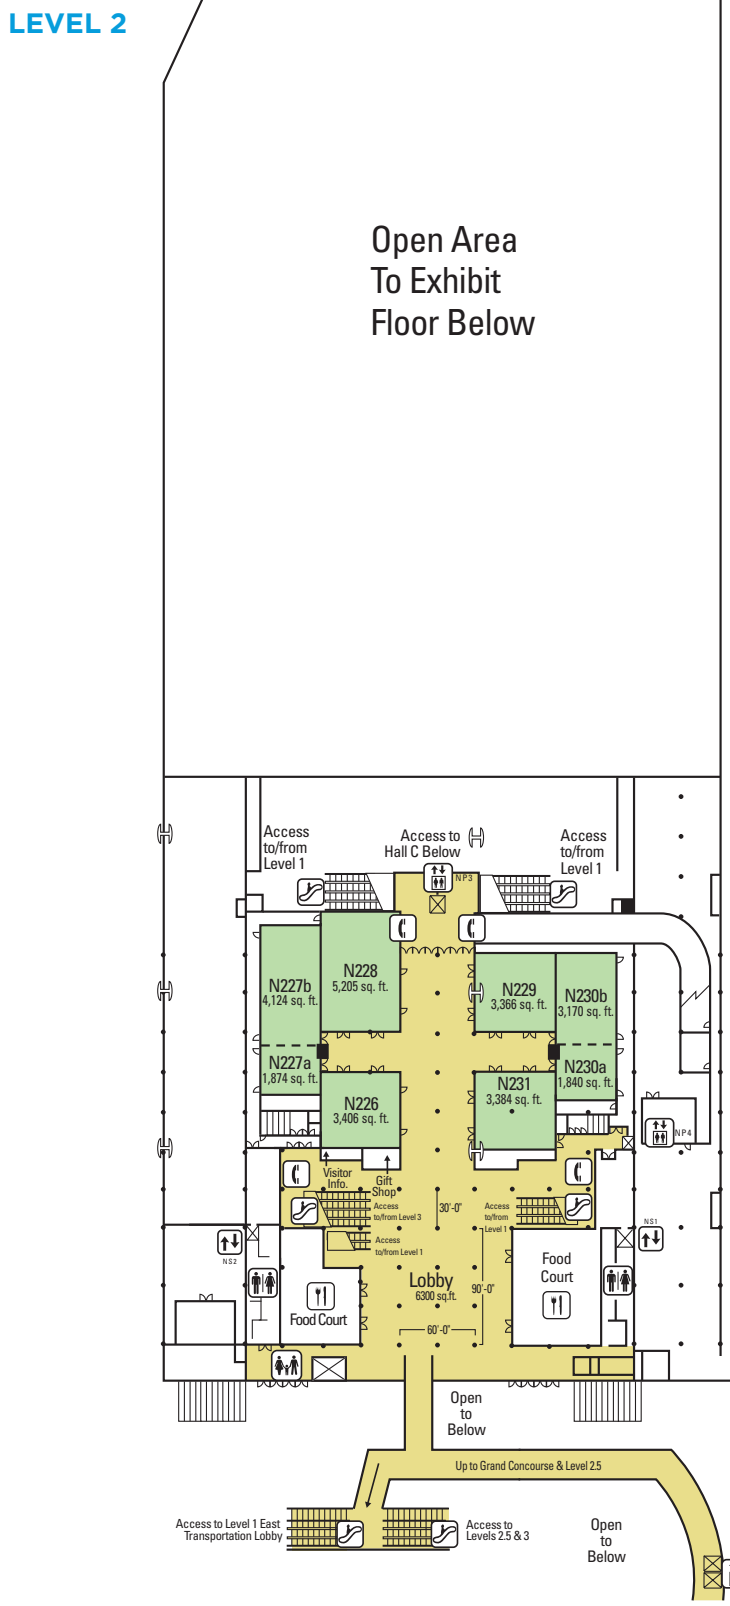 LEVEL 2
Open Area
To Exhibit
Floor Below
Access
to/from
Level 1
Access to
Hall C Below
Access
to/from
Level 1
NP3
N227b
4,124 sq. ft.
N228
5,205 sq. ft.
N229
3,366 sq. ft.
N230b
3,170 sq. ft.
N227a
1,874 sq. ft.
N226
3,406 sq. ft.
N231
3,384 sq. ft.
N230a
1,840 sq. ft.
NP4
Visitor
Info.
Gift
Shop
Access
to/from Level 3
30'-0"
Access
to/from
Level 1
Access
to/from Level 1
NS2
NS1
Lobby
6300 sq.ft.
90'-0"
60'-0"
Food Court
Food
Court
Open
to
Below
Up to Grand Concourse & Level 2.5
Access to Level 1 East
Transportation Lobby
Access to
Levels 2.5 & 3
Open
to
Below